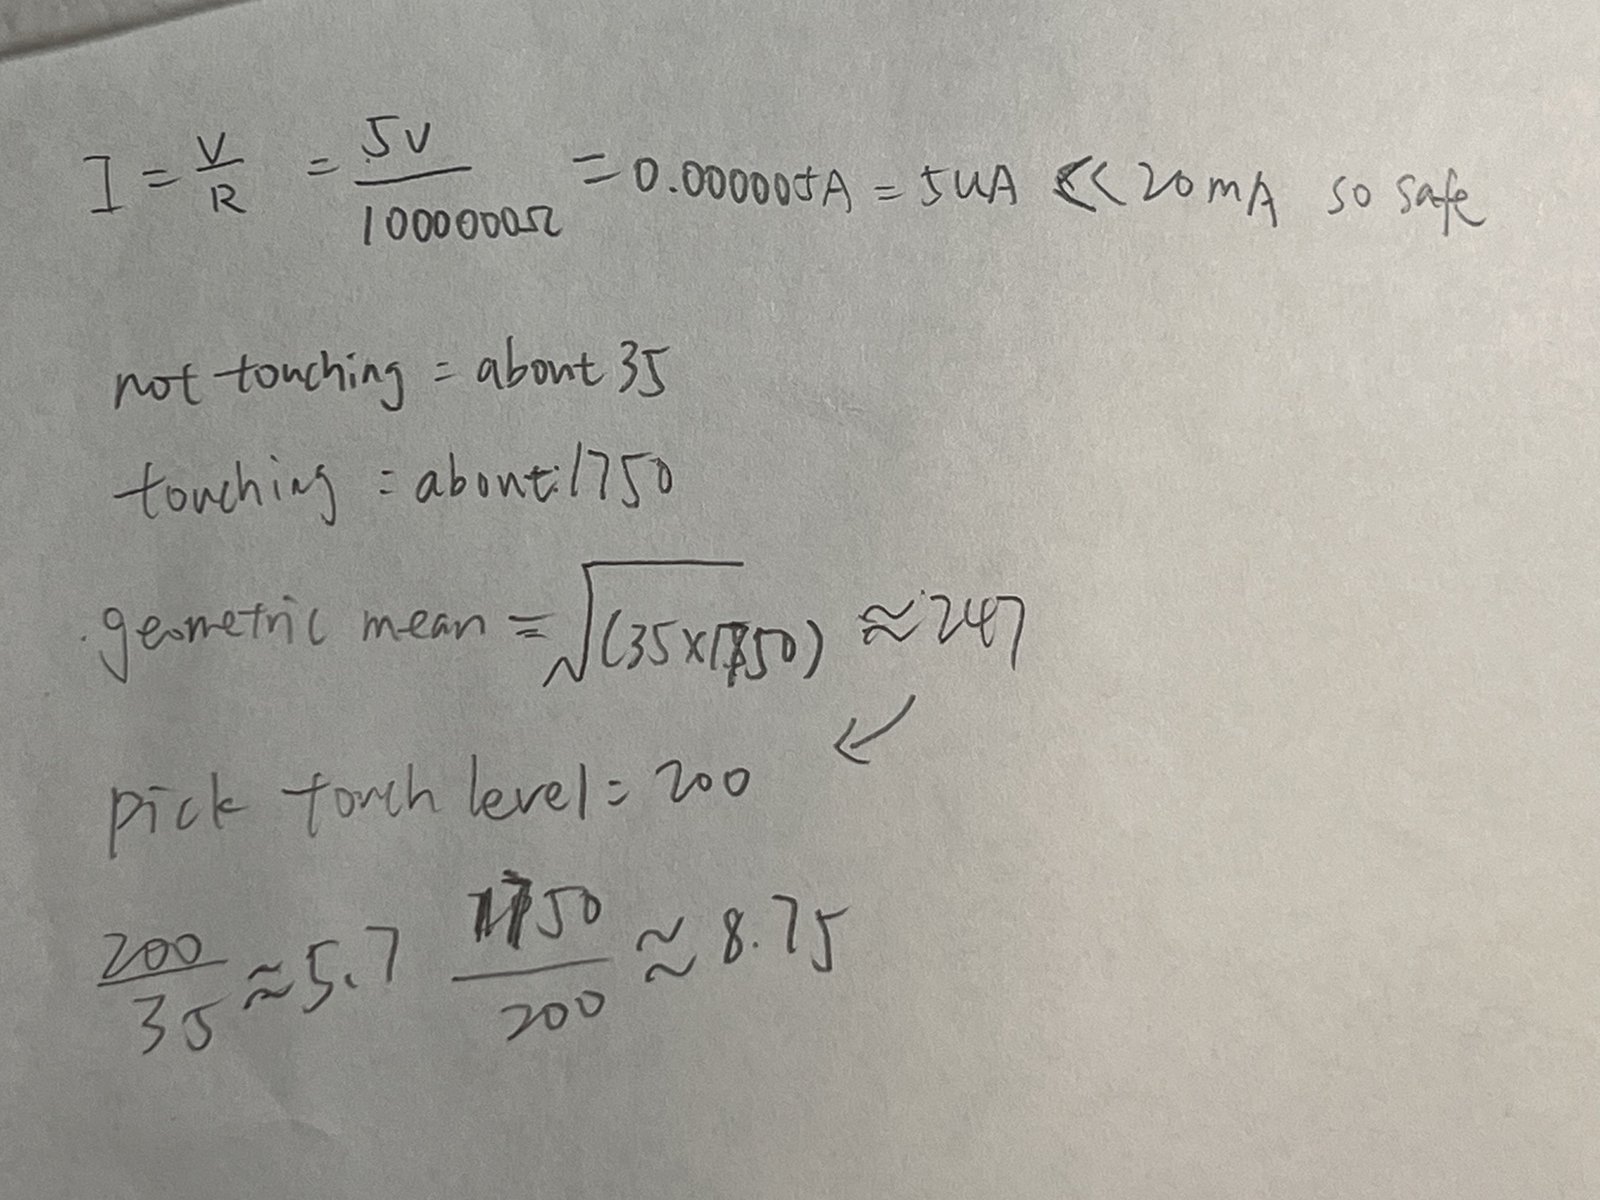 I = V/R = 5V/1000000Ω = 0.000005A = 5uA << 20mA so safe
not touching = about 35
touching = about 1750
geometric mean = √(35×1750) ≈ 247
↙
pick touch level = 200
200/35 ≈ 5.7 1750/200 ≈ 8.75